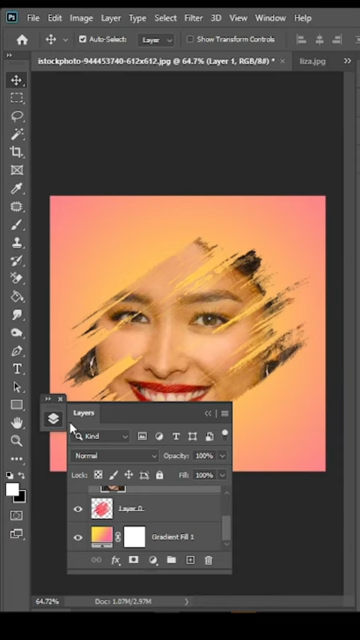 Ps File Edit Image Layer Type Select Filter 3D View Window Help
Auto-Select: Layer Show Transform Controls
istockphoto-944453740-612x612.jpg @ 64.7% (Layer 1, RGB/8#) * × liza.jpg
Layers
Kind
Normal Opacity: 100%
Lock: Fill: 100%
Layer 0
Gradient Fill 1
fx
64.72% Doc: 1.07M/2.97M